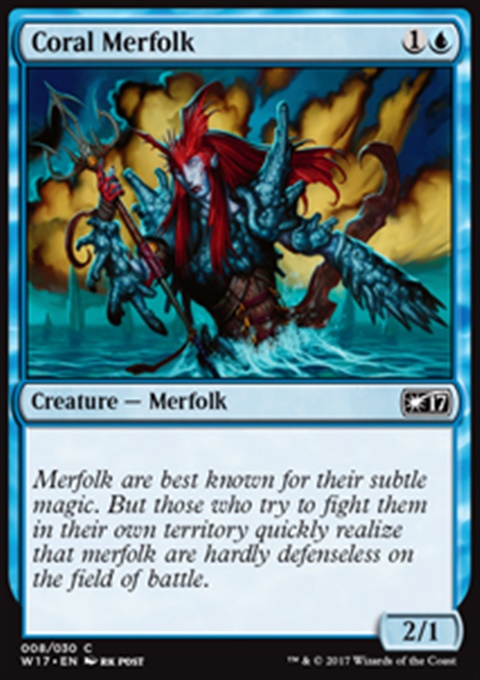 Coral Merfolk 1
Creature — Merfolk
17
Merfolk are best known for their subtle
magic. But those who try to fight them
in their own territory quickly realize
that merfolk are hardly defenseless on
the field of battle.
2/1
008/030 C
W17 • EN RK POST
™ & © 2017 Wizards of the Coast